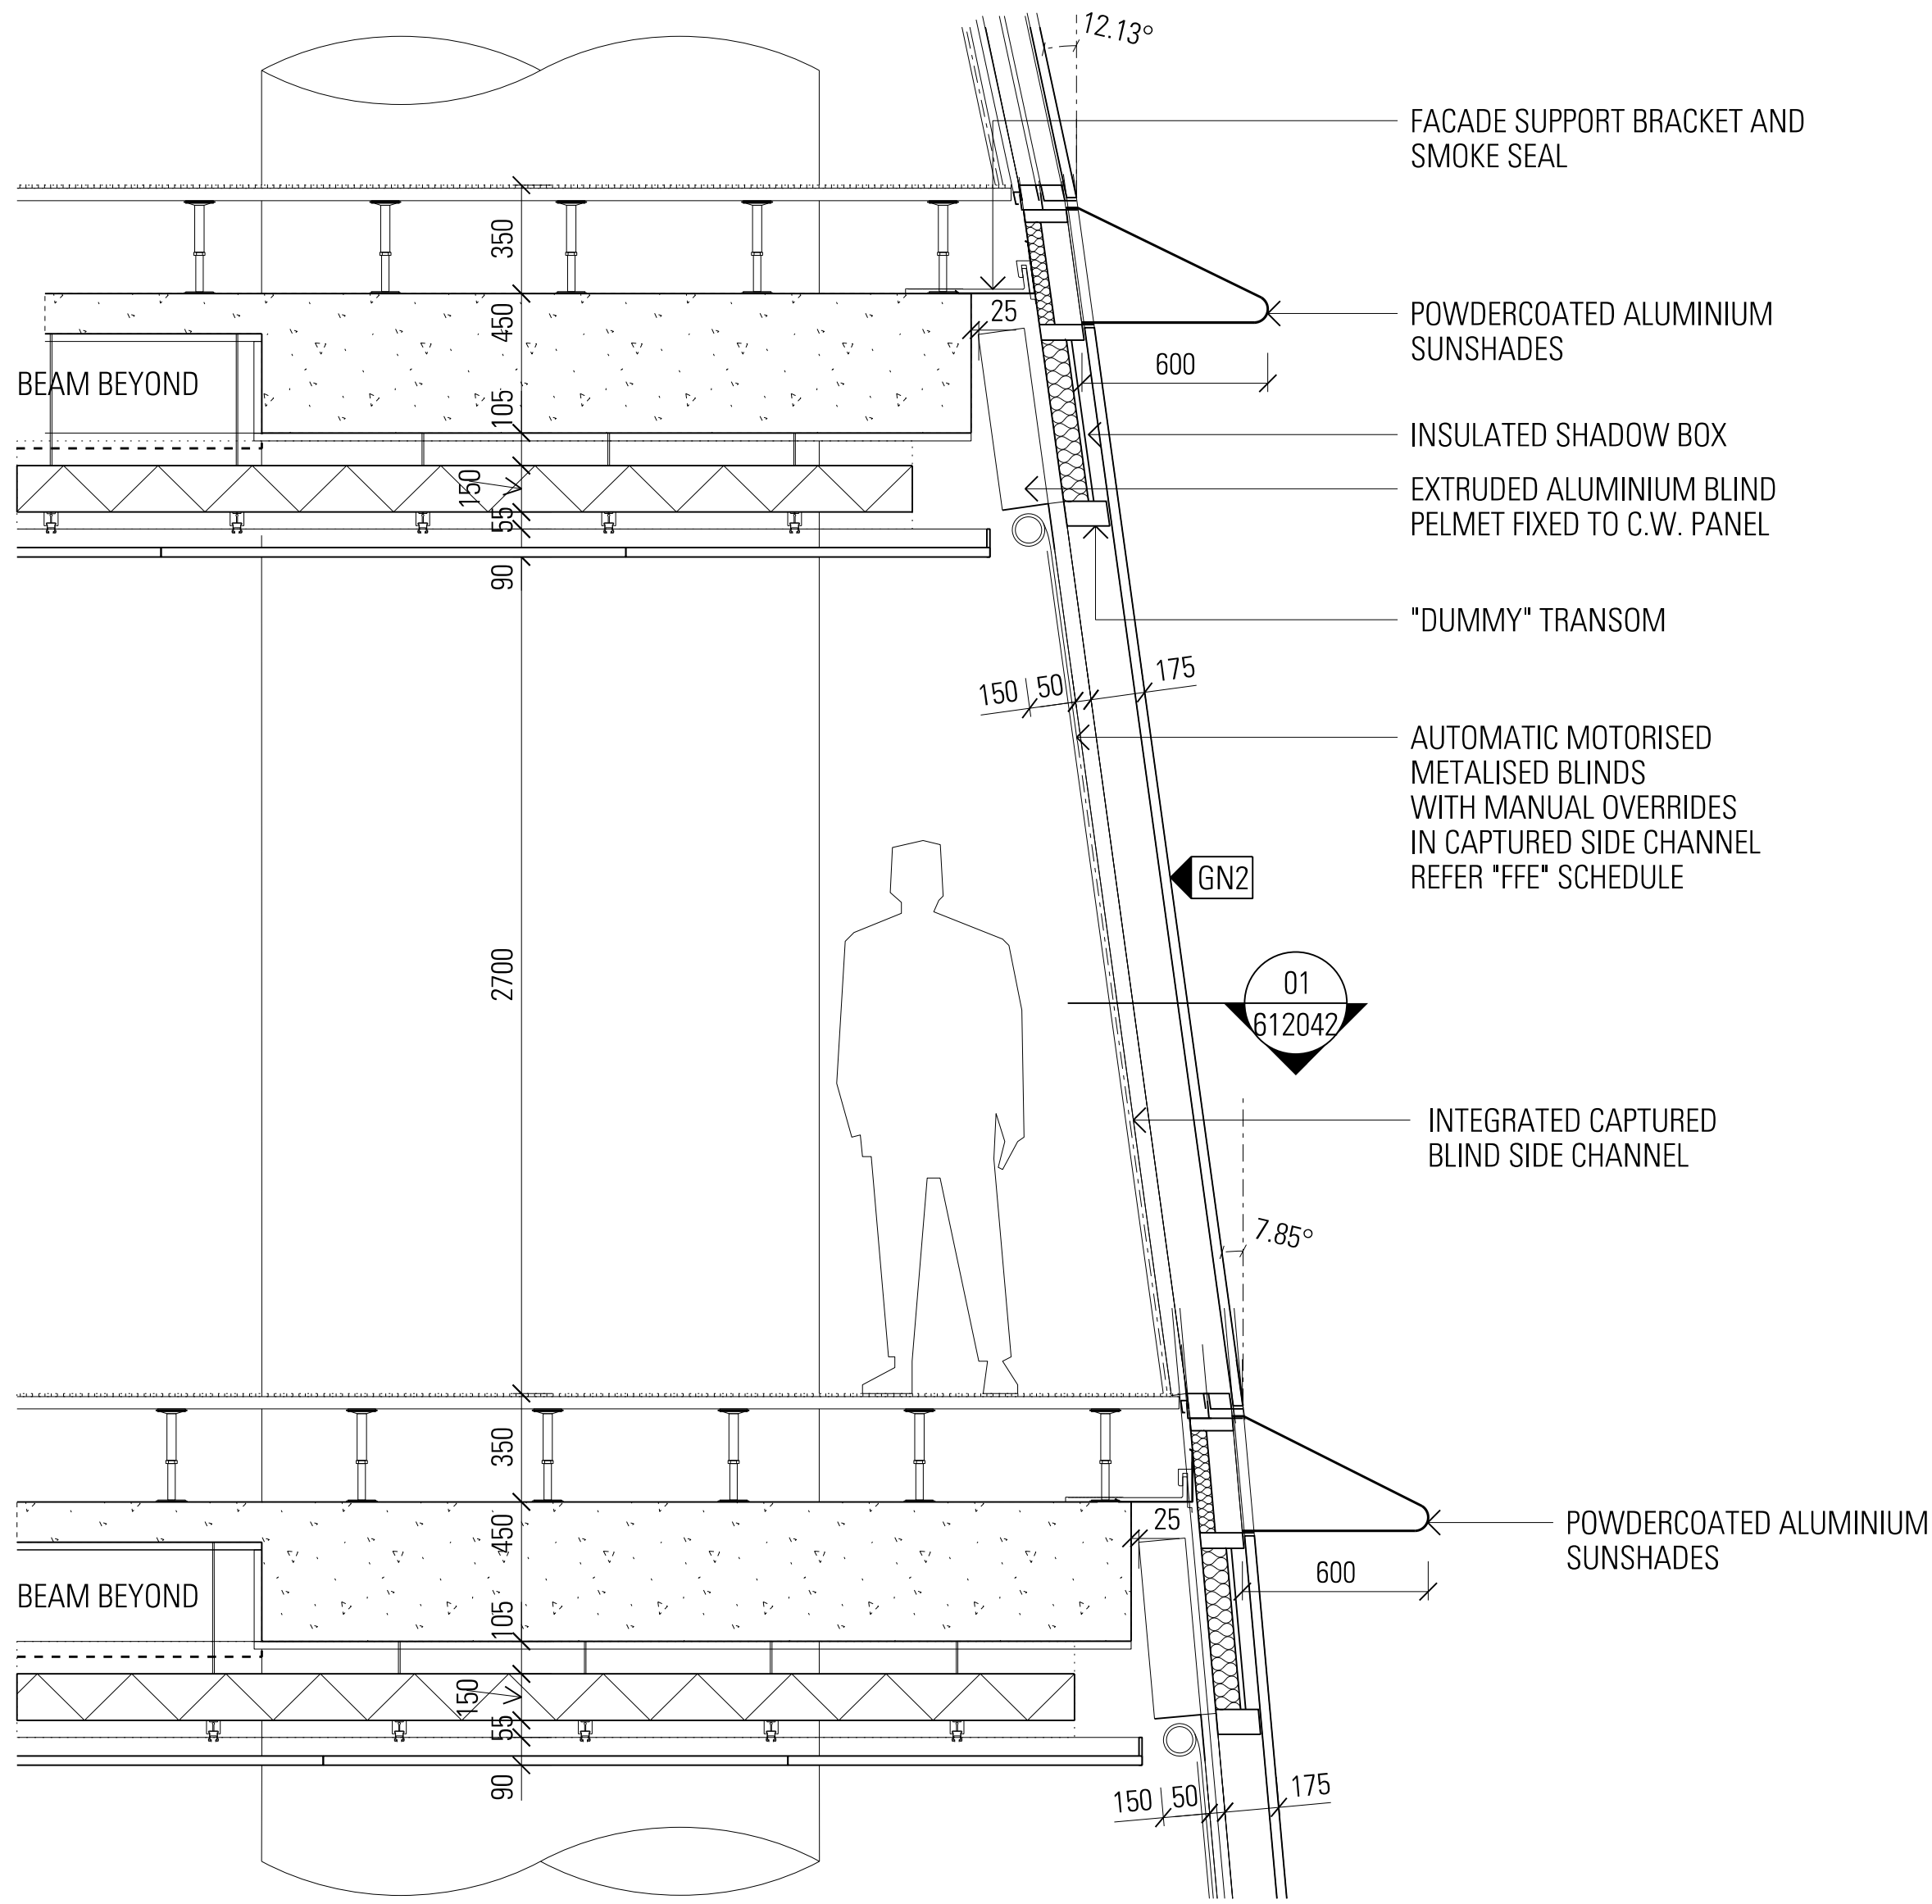 12.13°
FACADE SUPPORT BRACKET AND
SMOKE SEAL
350
25
450
POWDERCOATED ALUMINIUM
SUNSHADES
600
BEAM BEYOND
105
INSULATED SHADOW BOX
150
EXTRUDED ALUMINIUM BLIND
PELMET FIXED TO C.W. PANEL
55
90
"DUMMY" TRANSOM
150 50 175
AUTOMATIC MOTORISED
METALISED BLINDS
WITH MANUAL OVERRIDES
IN CAPTURED SIDE CHANNEL
REFER "FFE" SCHEDULE
GN2
2700
01
612042
INTEGRATED CAPTURED
BLIND SIDE CHANNEL
7.85°
350
25
450
POWDERCOATED ALUMINIUM
SUNSHADES
600
BEAM BEYOND
105
150
55
90
150 50 175